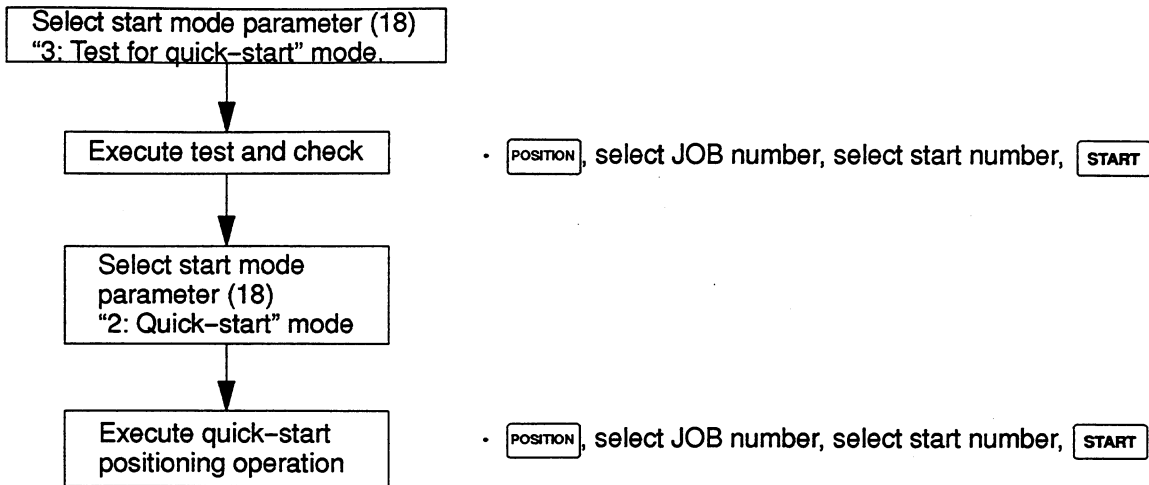 Select start mode parameter (18)
“3: Test for quick–start” mode.
Execute test and check
· POSITION, select JOB number, select start number, START
Select start mode
parameter (18)
“2: Quick–start” mode
Execute quick–start
positioning operation
· POSITION, select JOB number, select start number, START